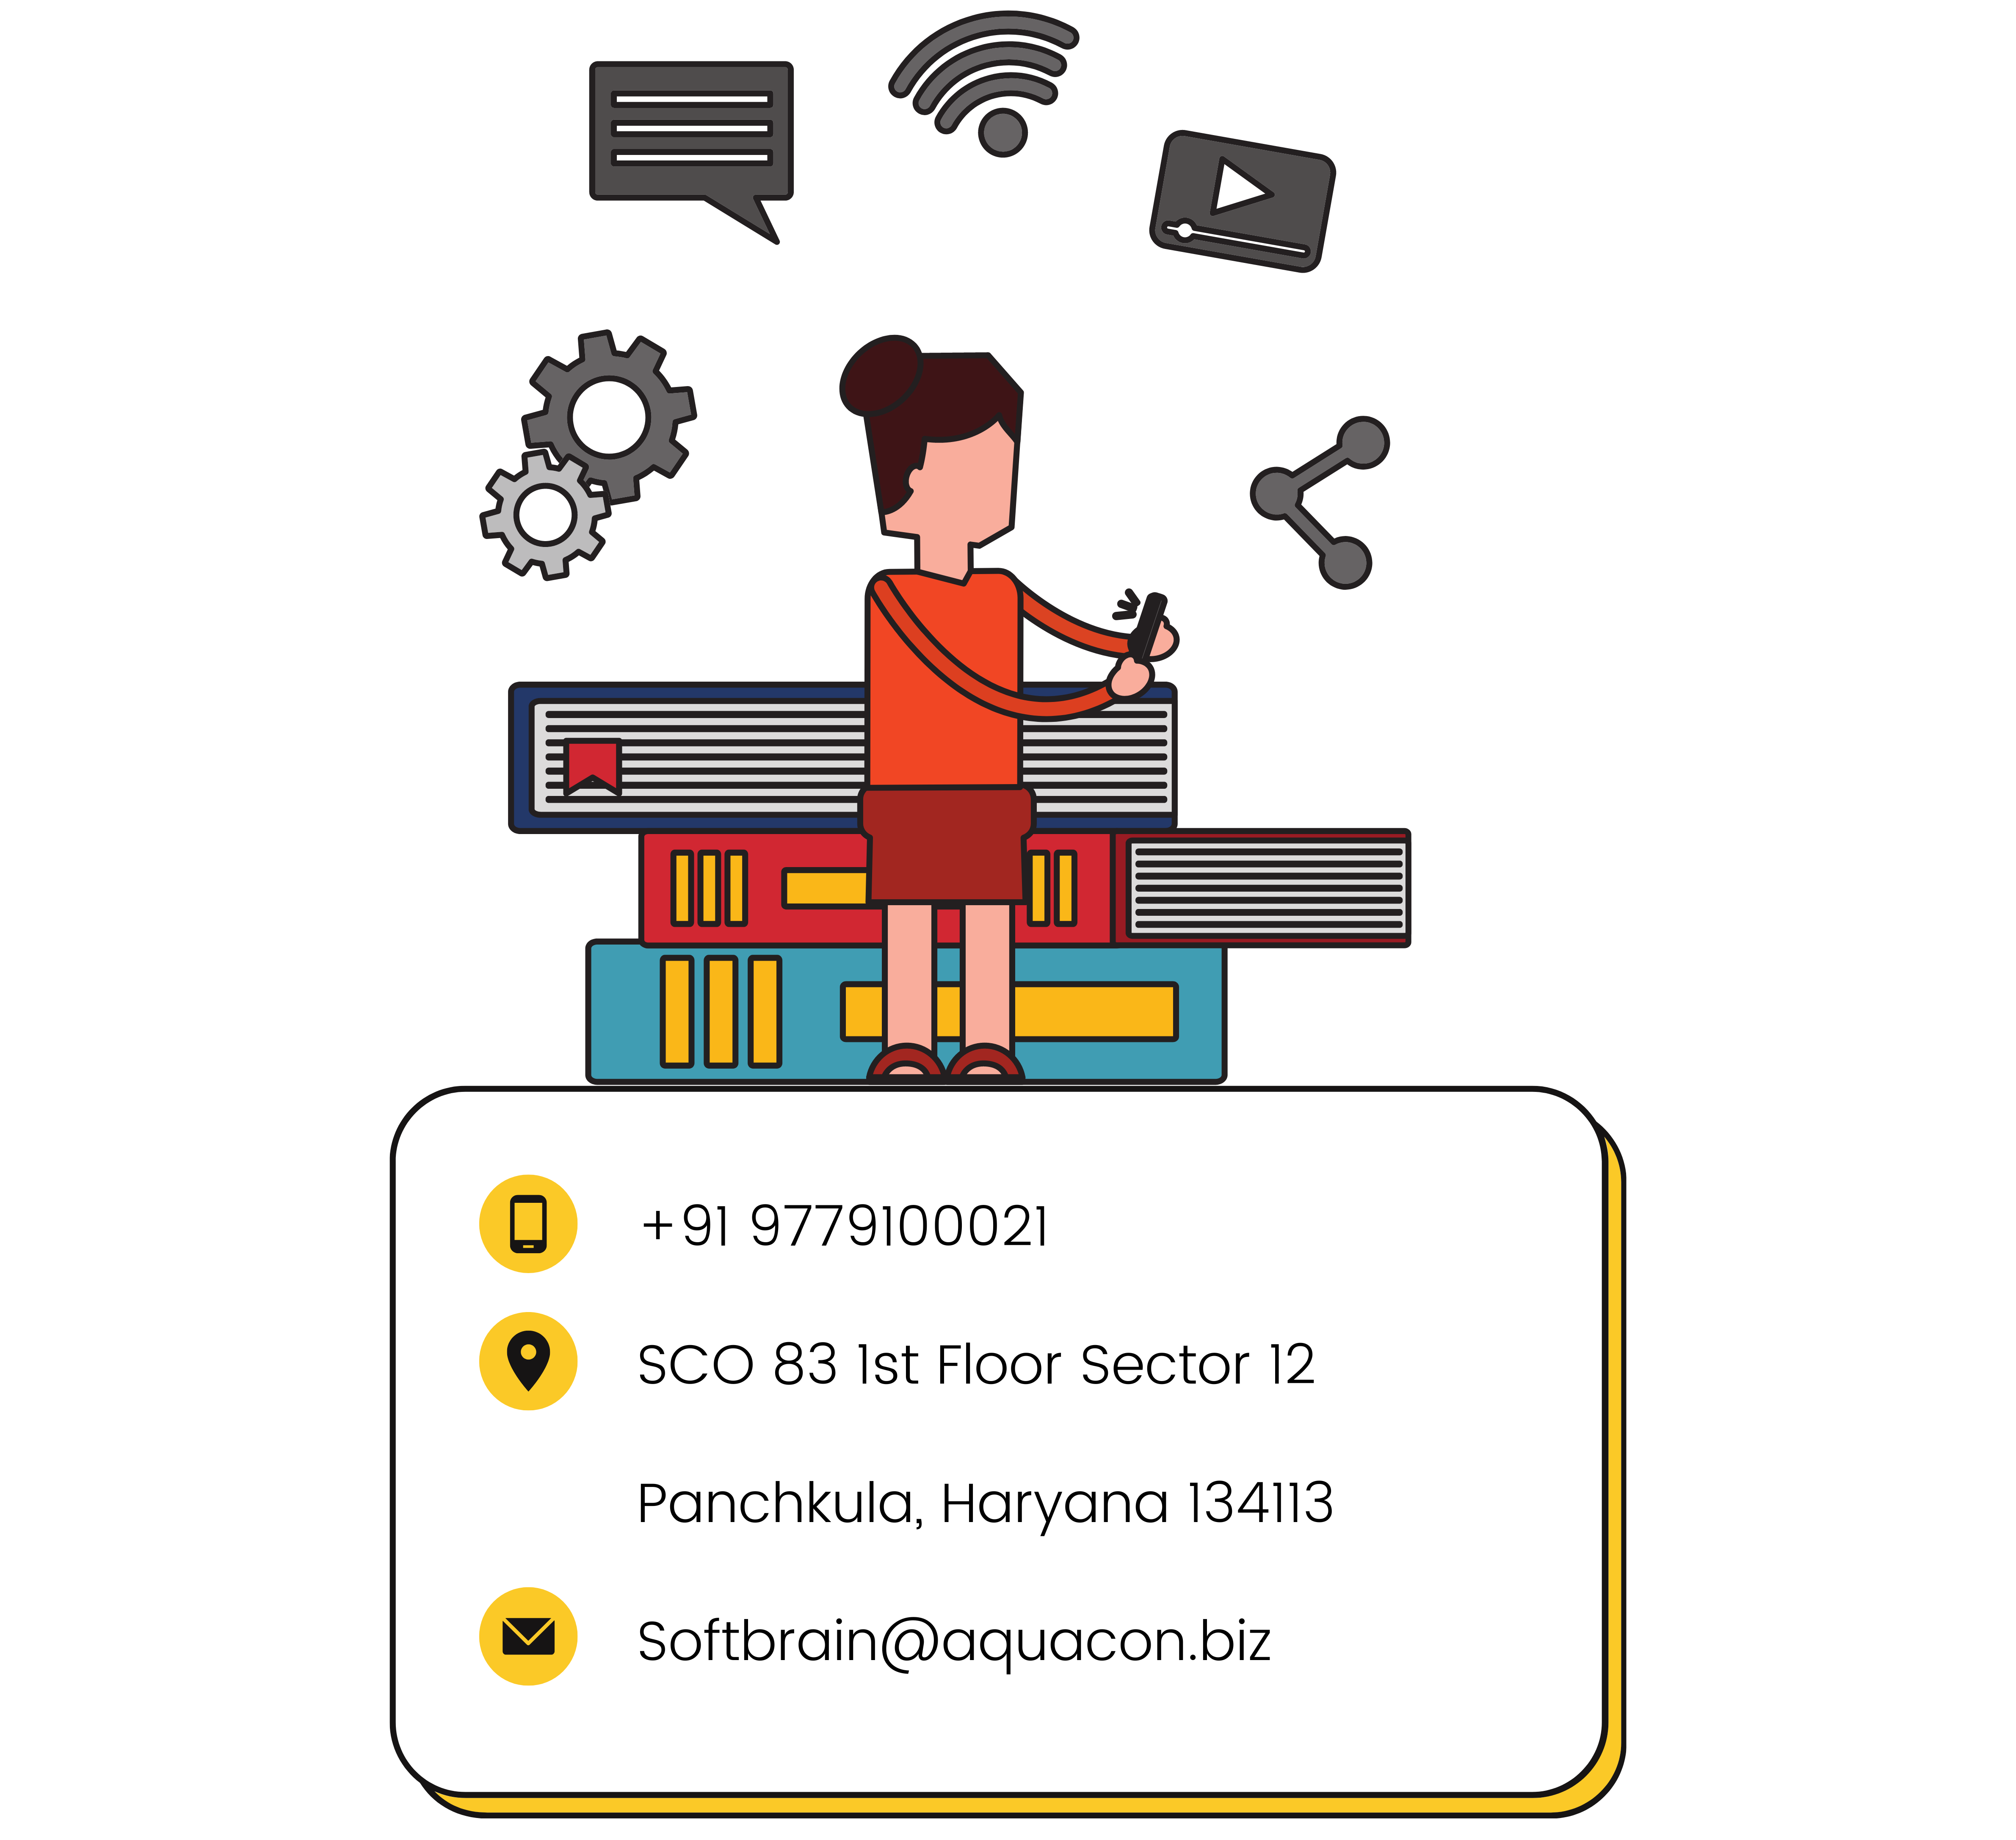 +91 9779100021
SCO 83 1st Floor Sector 12
Panchkula, Haryana 134113
Softbrain@aquacon.biz